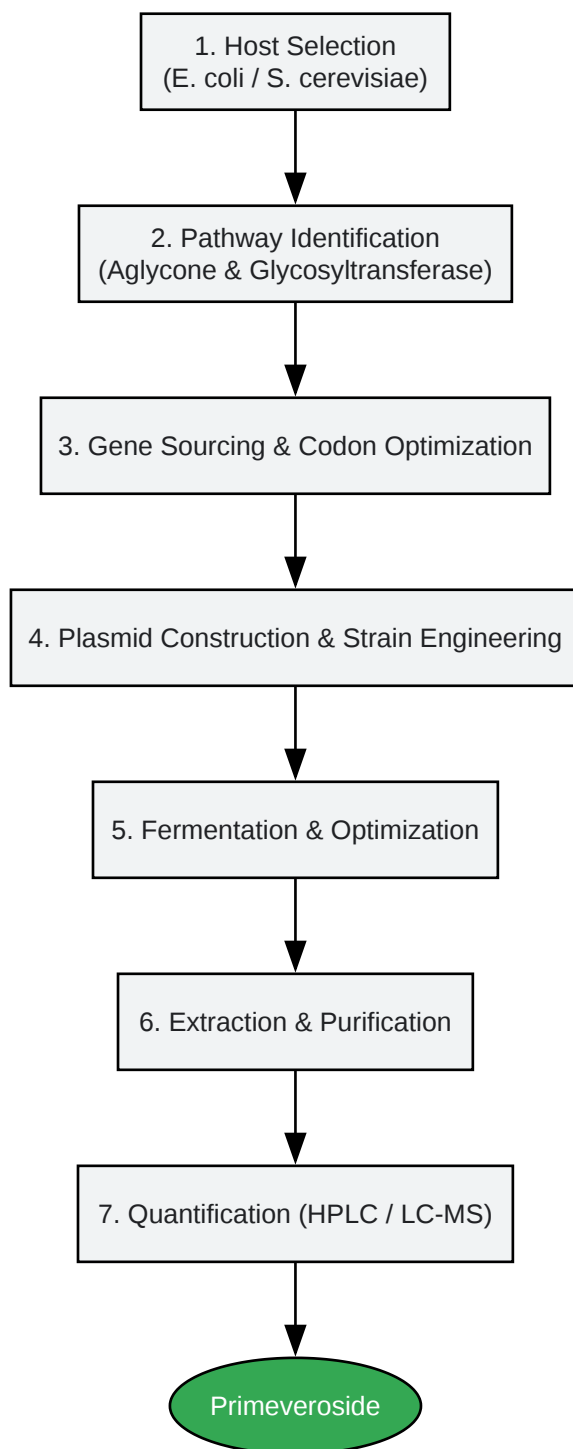 1. Host Selection
(E. coli / S. cerevisiae)
2. Pathway Identification
(Aglycone & Glycosyltransferase)
3. Gene Sourcing & Codon Optimization
4. Plasmid Construction & Strain Engineering
5. Fermentation & Optimization
6. Extraction & Purification
7. Quantification (HPLC / LC-MS)
Primeveroside